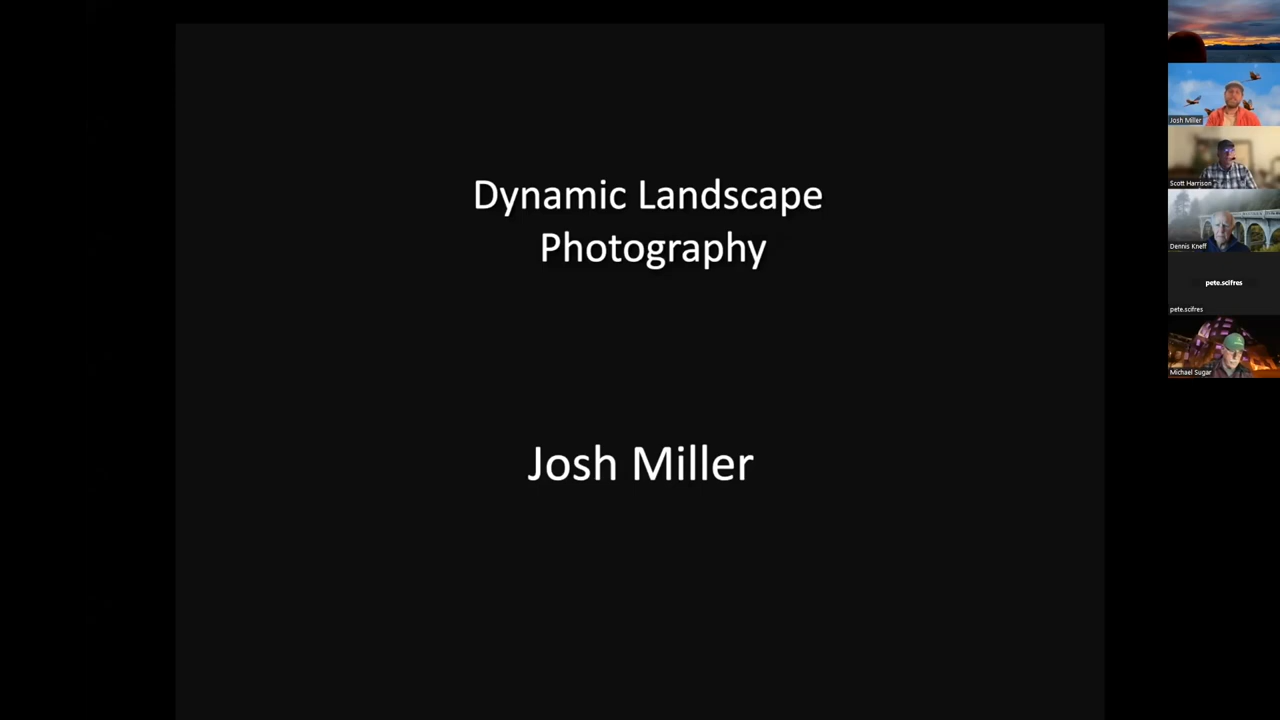 Dynamic Landscape
Photography
Josh Miller
Josh Miller
Scott Harrison
Dennis Kneff
pete.scifres
pete.scifres
Michael Sugar